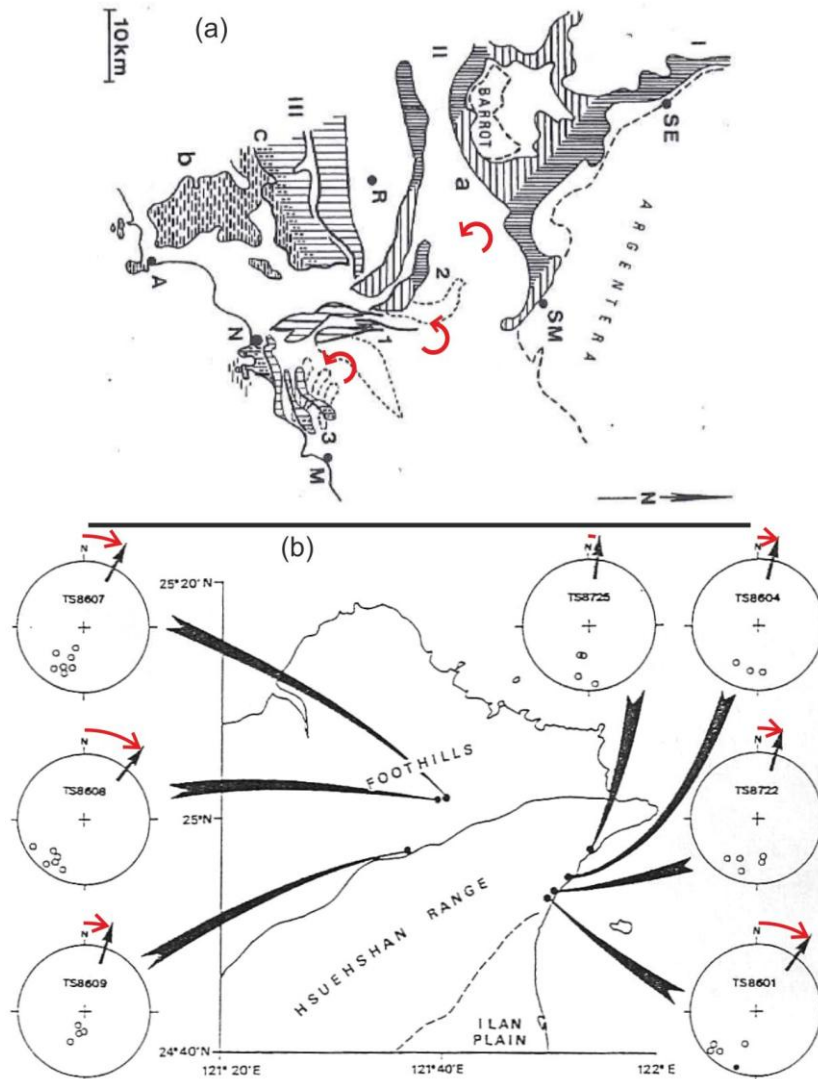 (a)
10km
I
II
BARROT
SE
III
c
b
R
a
ARGENTERA
2
SM
A
1
N
3
M
N
(b)
N
TS8607
25°20'N
N
TS8725
N
TS8604
FOOTHILLS
N
TS8608
25°N
N
TS8722
HSUEHSHAN RANGE
N
TS8609
N
TS8601
ILAN
PLAIN
24°40'N
121°20'E
121°40'E
122°E